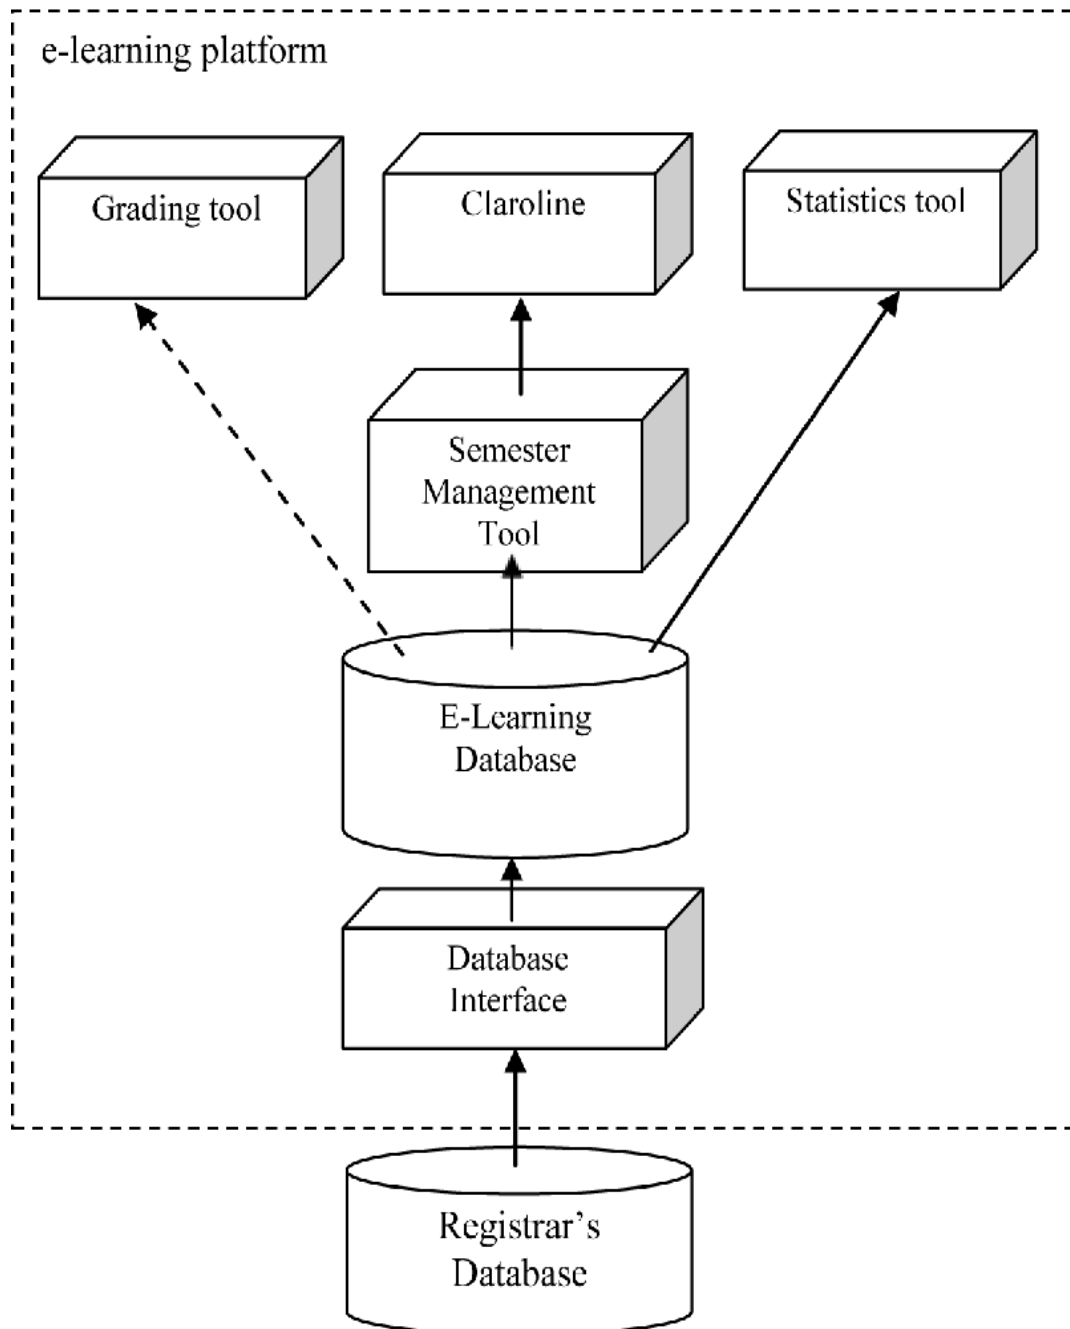 e-learning platform
Grading tool
Claroline
Statistics tool
Semester
Management
Tool
E-Learning
Database
Database
Interface
Registrar’s
Database